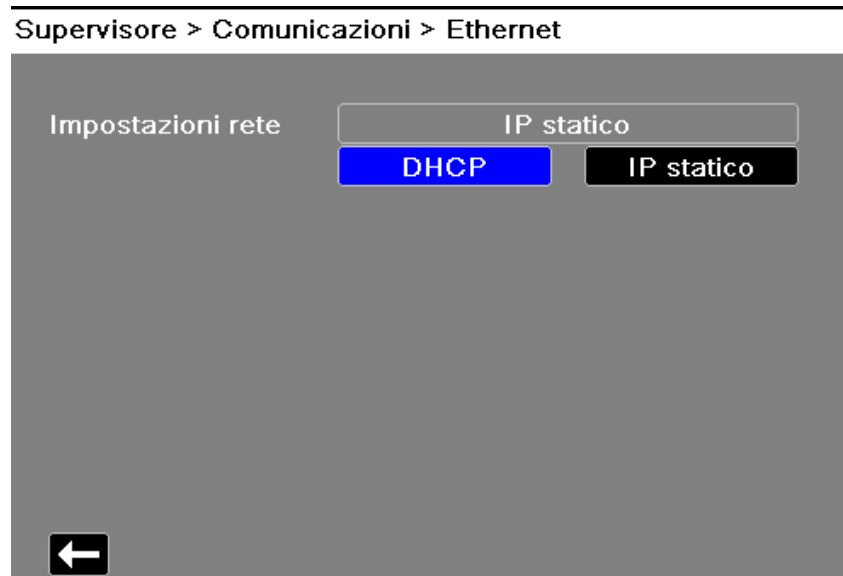 Supervisore > Comunicazioni > Ethernet
Impostazioni rete IP statico
DHCP IP statico